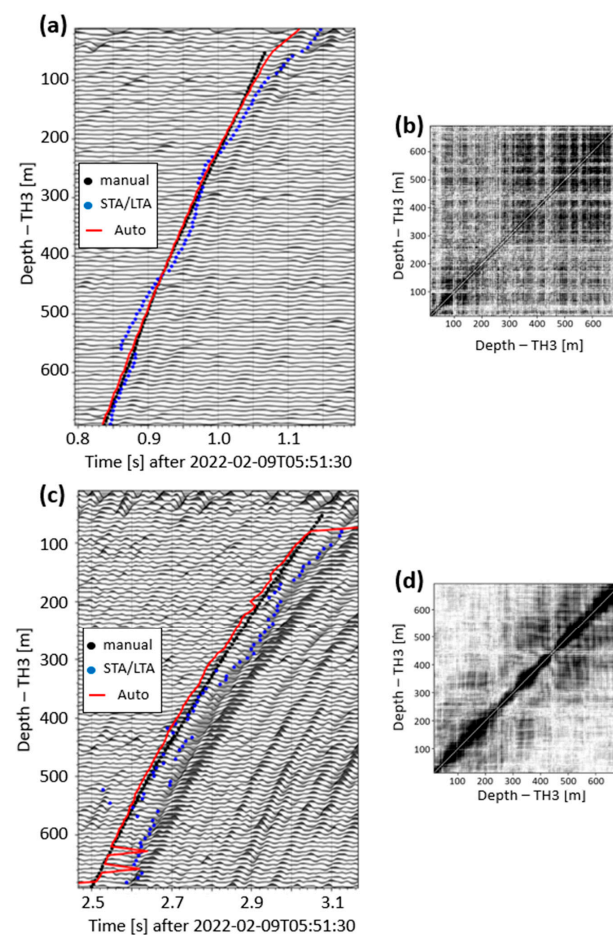 (a)
100
200
300
400
500
600
Depth – TH3 [m]
manual
STA/LTA
Auto
0.8 0.9 1.0 1.1
Time [s] after 2022-02-09T05:51:30
(b)
600
500
400
300
200
100
Depth – TH3 [m]
100 200 300 400 500 600
Depth – TH3 [m]
(c)
100
200
300
400
500
600
Depth – TH3 [m]
manual
STA/LTA
Auto
2.5 2.7 2.9 3.1
Time [s] after 2022-02-09T05:51:30
(d)
600
500
400
300
200
100
Depth – TH3 [m]
100 200 300 400 500 600
Depth – TH3 [m]